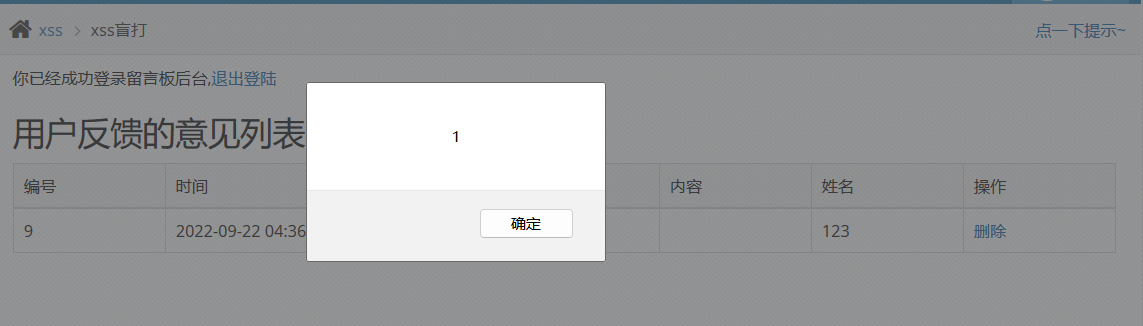 xss > xss盲打 点一下提示~
你已经成功登录留言板后台,退出登陆
用户反馈的意见列表
1
编号 时间 内容 姓名 操作
确定
9 2022-09-22 04:36 123 删除